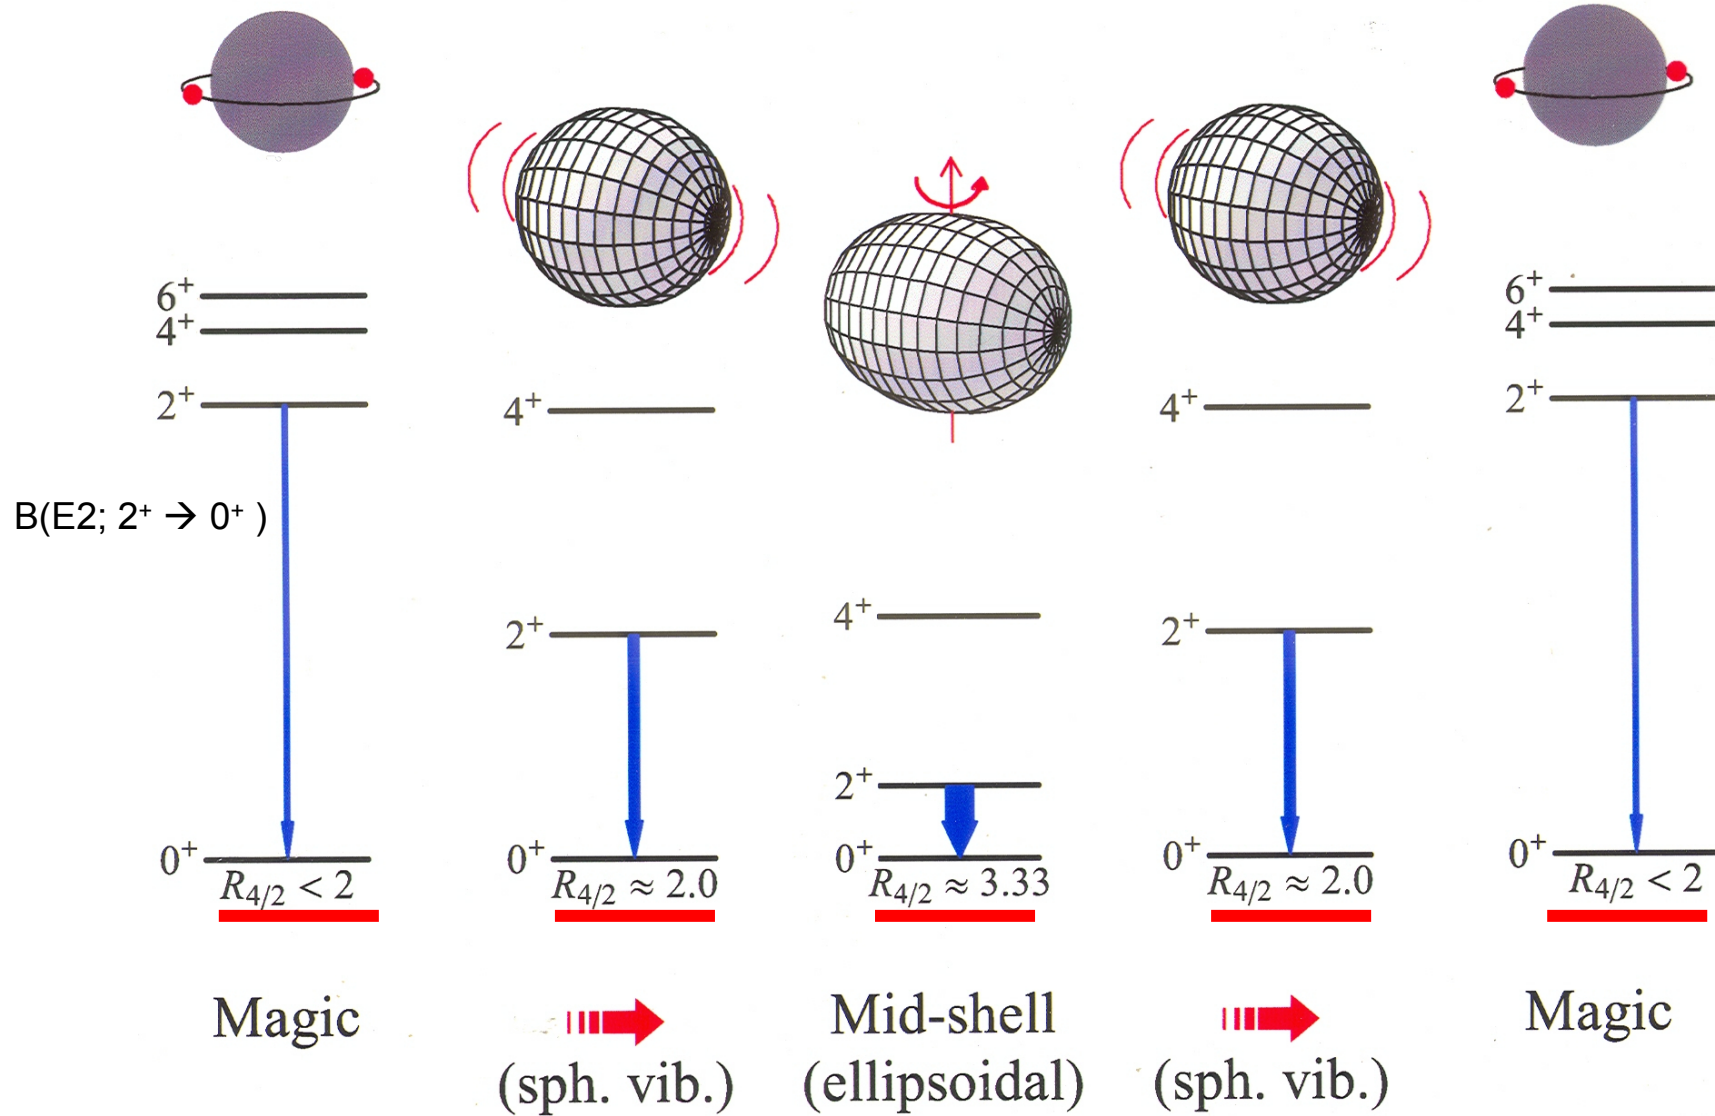 6⁺
4⁺
2⁺
B(E2; 2⁺ → 0⁺ )
0⁺
R₄/₂ < 2
Magic
4⁺
2⁺
0⁺
R₄/₂ ≈ 2.0
(sph. vib.)
4⁺
2⁺
0⁺
R₄/₂ ≈ 3.33
Mid-shell
(ellipsoidal)
4⁺
2⁺
0⁺
R₄/₂ ≈ 2.0
(sph. vib.)
6⁺
4⁺
2⁺
0⁺
R₄/₂ < 2
Magic